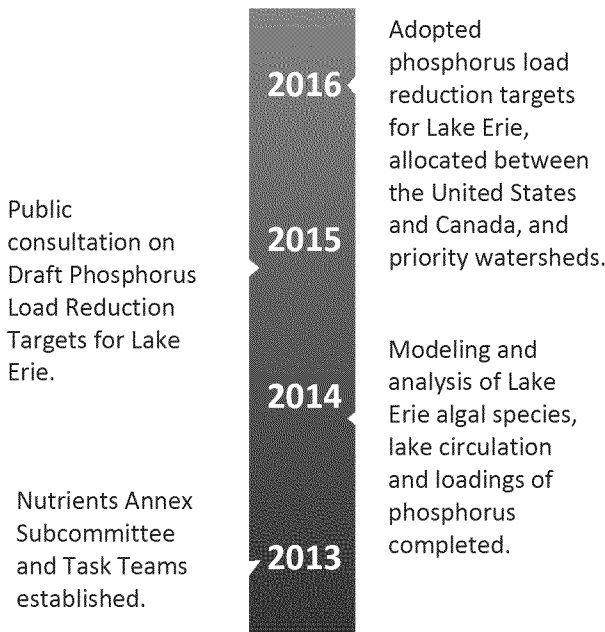 2016
Adopted
phosphorus load
reduction targets
for Lake Erie,
allocated between
the United States
and Canada, and
priority watersheds.
2015
Public
consultation on
Draft Phosphorus
Load Reduction
Targets for Lake
Erie.
2014
Modeling and
analysis of Lake
Erie algal species,
lake circulation
and loadings of
phosphorus
completed.
2013
Nutrients Annex
Subcommittee
and Task Teams
established.